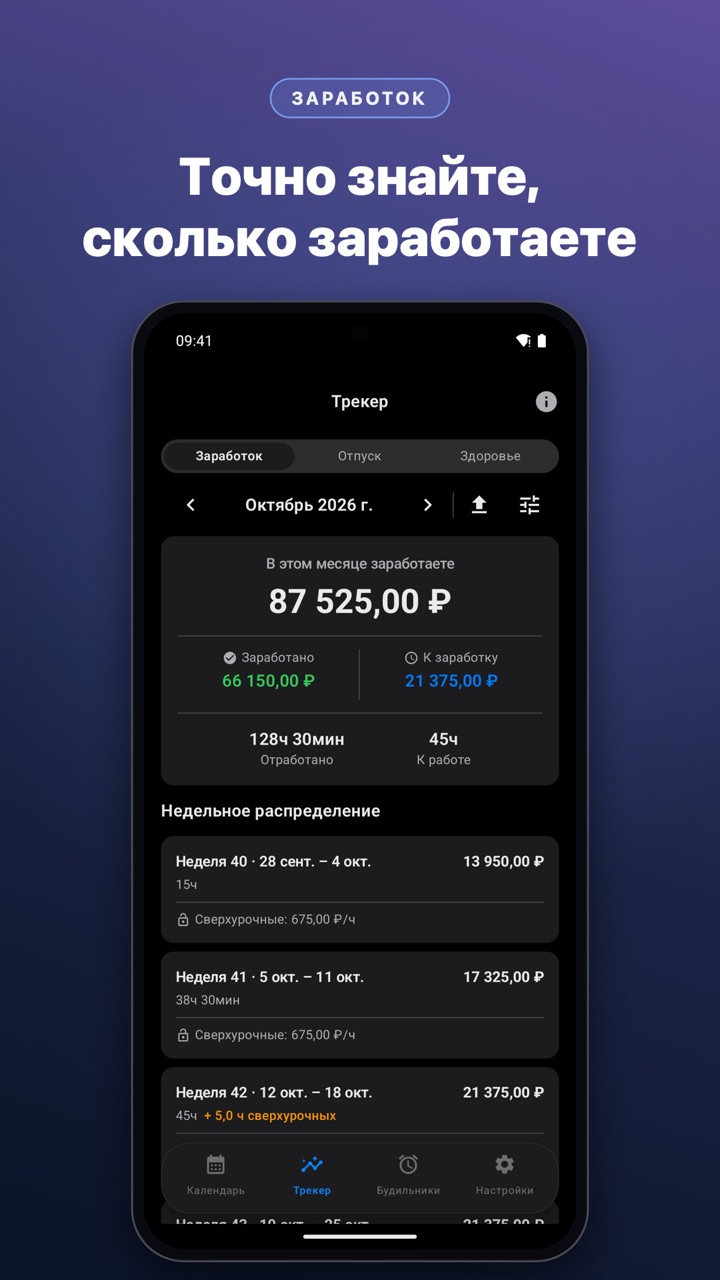 ЗАРАБОТОК
Точно знайте,
сколько заработаете
09:41
Трекер
Заработок Отпуск Здоровье
Октябрь 2026 г.
В этом месяце заработаете
87 525,00 ₽
Заработано К заработку
66 150,00 ₽ 21 375,00 ₽
128ч 30мин 45ч
Отработано К работе
Недельное распределение
Неделя 40 · 28 сент. – 4 окт. 13 950,00 ₽
15ч
Сверхурочные: 675,00 ₽/ч
Неделя 41 · 5 окт. – 11 окт. 17 325,00 ₽
38ч 30мин
Сверхурочные: 675,00 ₽/ч
Неделя 42 · 12 окт. – 18 окт. 21 375,00 ₽
45ч + 5,0 ч сверхурочных
Календарь Трекер Будильники Настройки